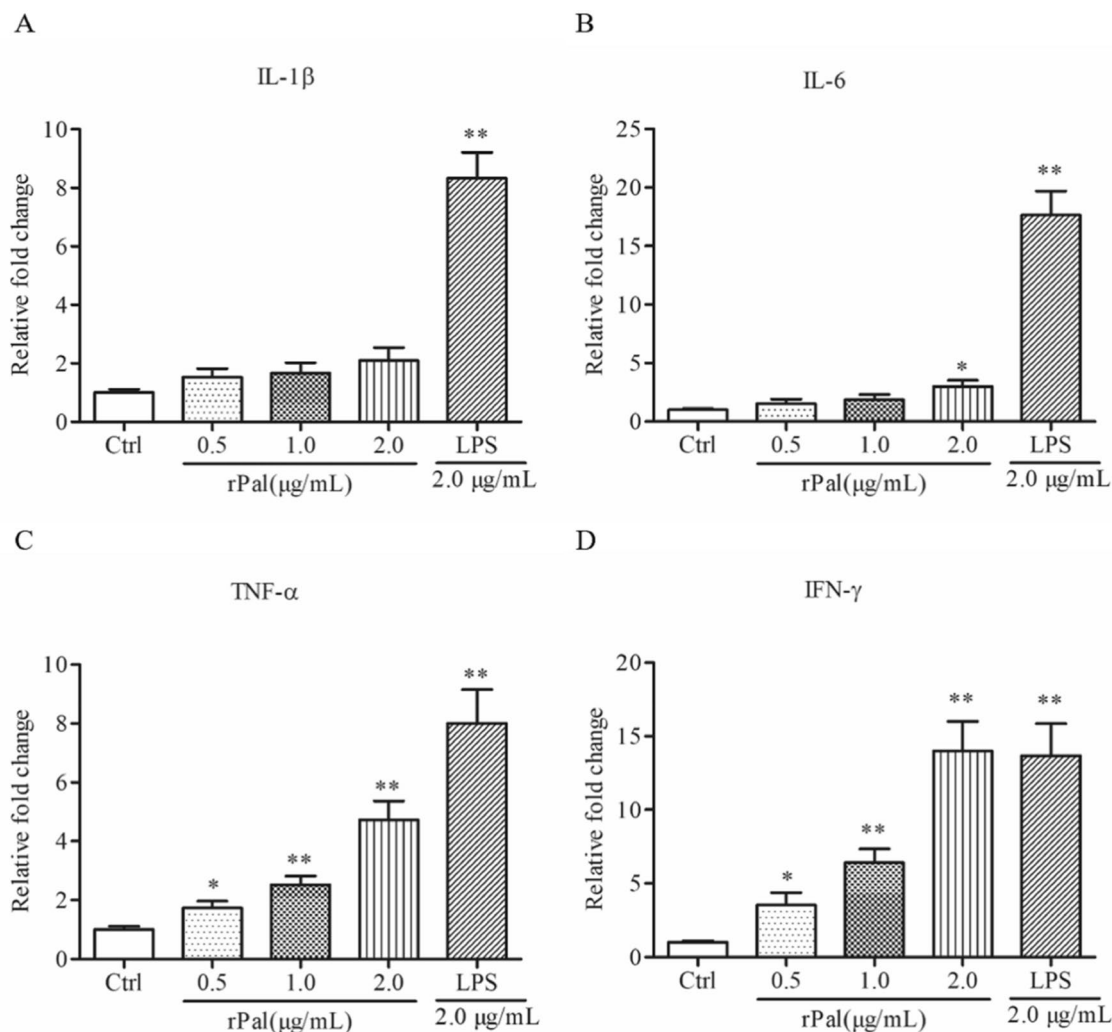 A
IL-1β
Relative fold change
10
8
6
4
2
0
**
Ctrl 0.5 1.0 2.0 LPS
rPal(μg/mL) 2.0 μg/mL
B
IL-6
Relative fold change
25
20
15
10
5
0
* **
Ctrl 0.5 1.0 2.0 LPS
rPal(μg/mL) 2.0 μg/mL
C
TNF-α
Relative fold change
10
8
6
4
2
0
* ** ** **
Ctrl 0.5 1.0 2.0 LPS
rPal(μg/mL) 2.0 μg/mL
D
IFN-γ
Relative fold change
20
15
10
5
0
* ** ** **
Ctrl 0.5 1.0 2.0 LPS
rPal(μg/mL) 2.0 μg/mL